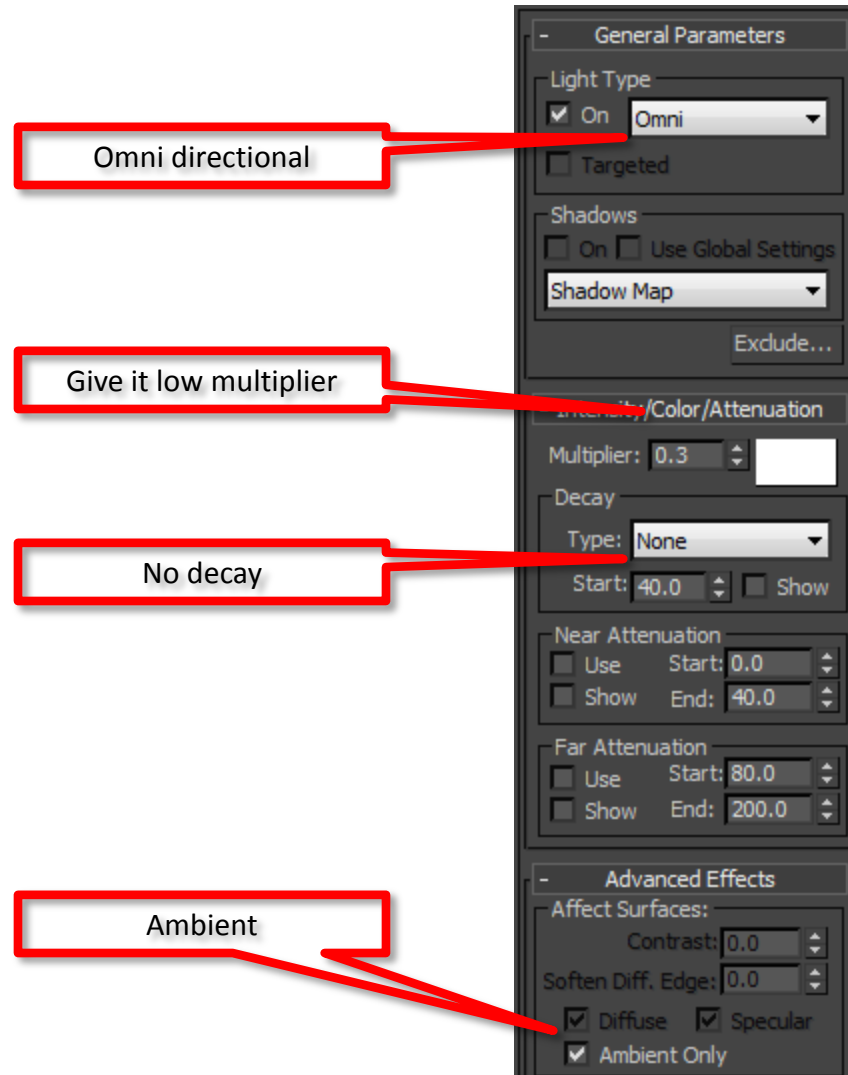 - General Parameters
Light Type
On Omni
Omni directional
Targeted
Shadows
On Use Global Settings
Shadow Map
Exclude...
Give it low multiplier
Intensity/Color/Attenuation
Multiplier: 0.3
Decay
Type: None
No decay
Start: 40.0 Show
Near Attenuation
Use Start: 0.0
Show End: 40.0
Far Attenuation
Use Start: 80.0
Show End: 200.0
- Advanced Effects
Affect Surfaces:
Ambient
Contrast: 0.0
Soften Diff. Edge: 0.0
Diffuse Specular
Ambient Only